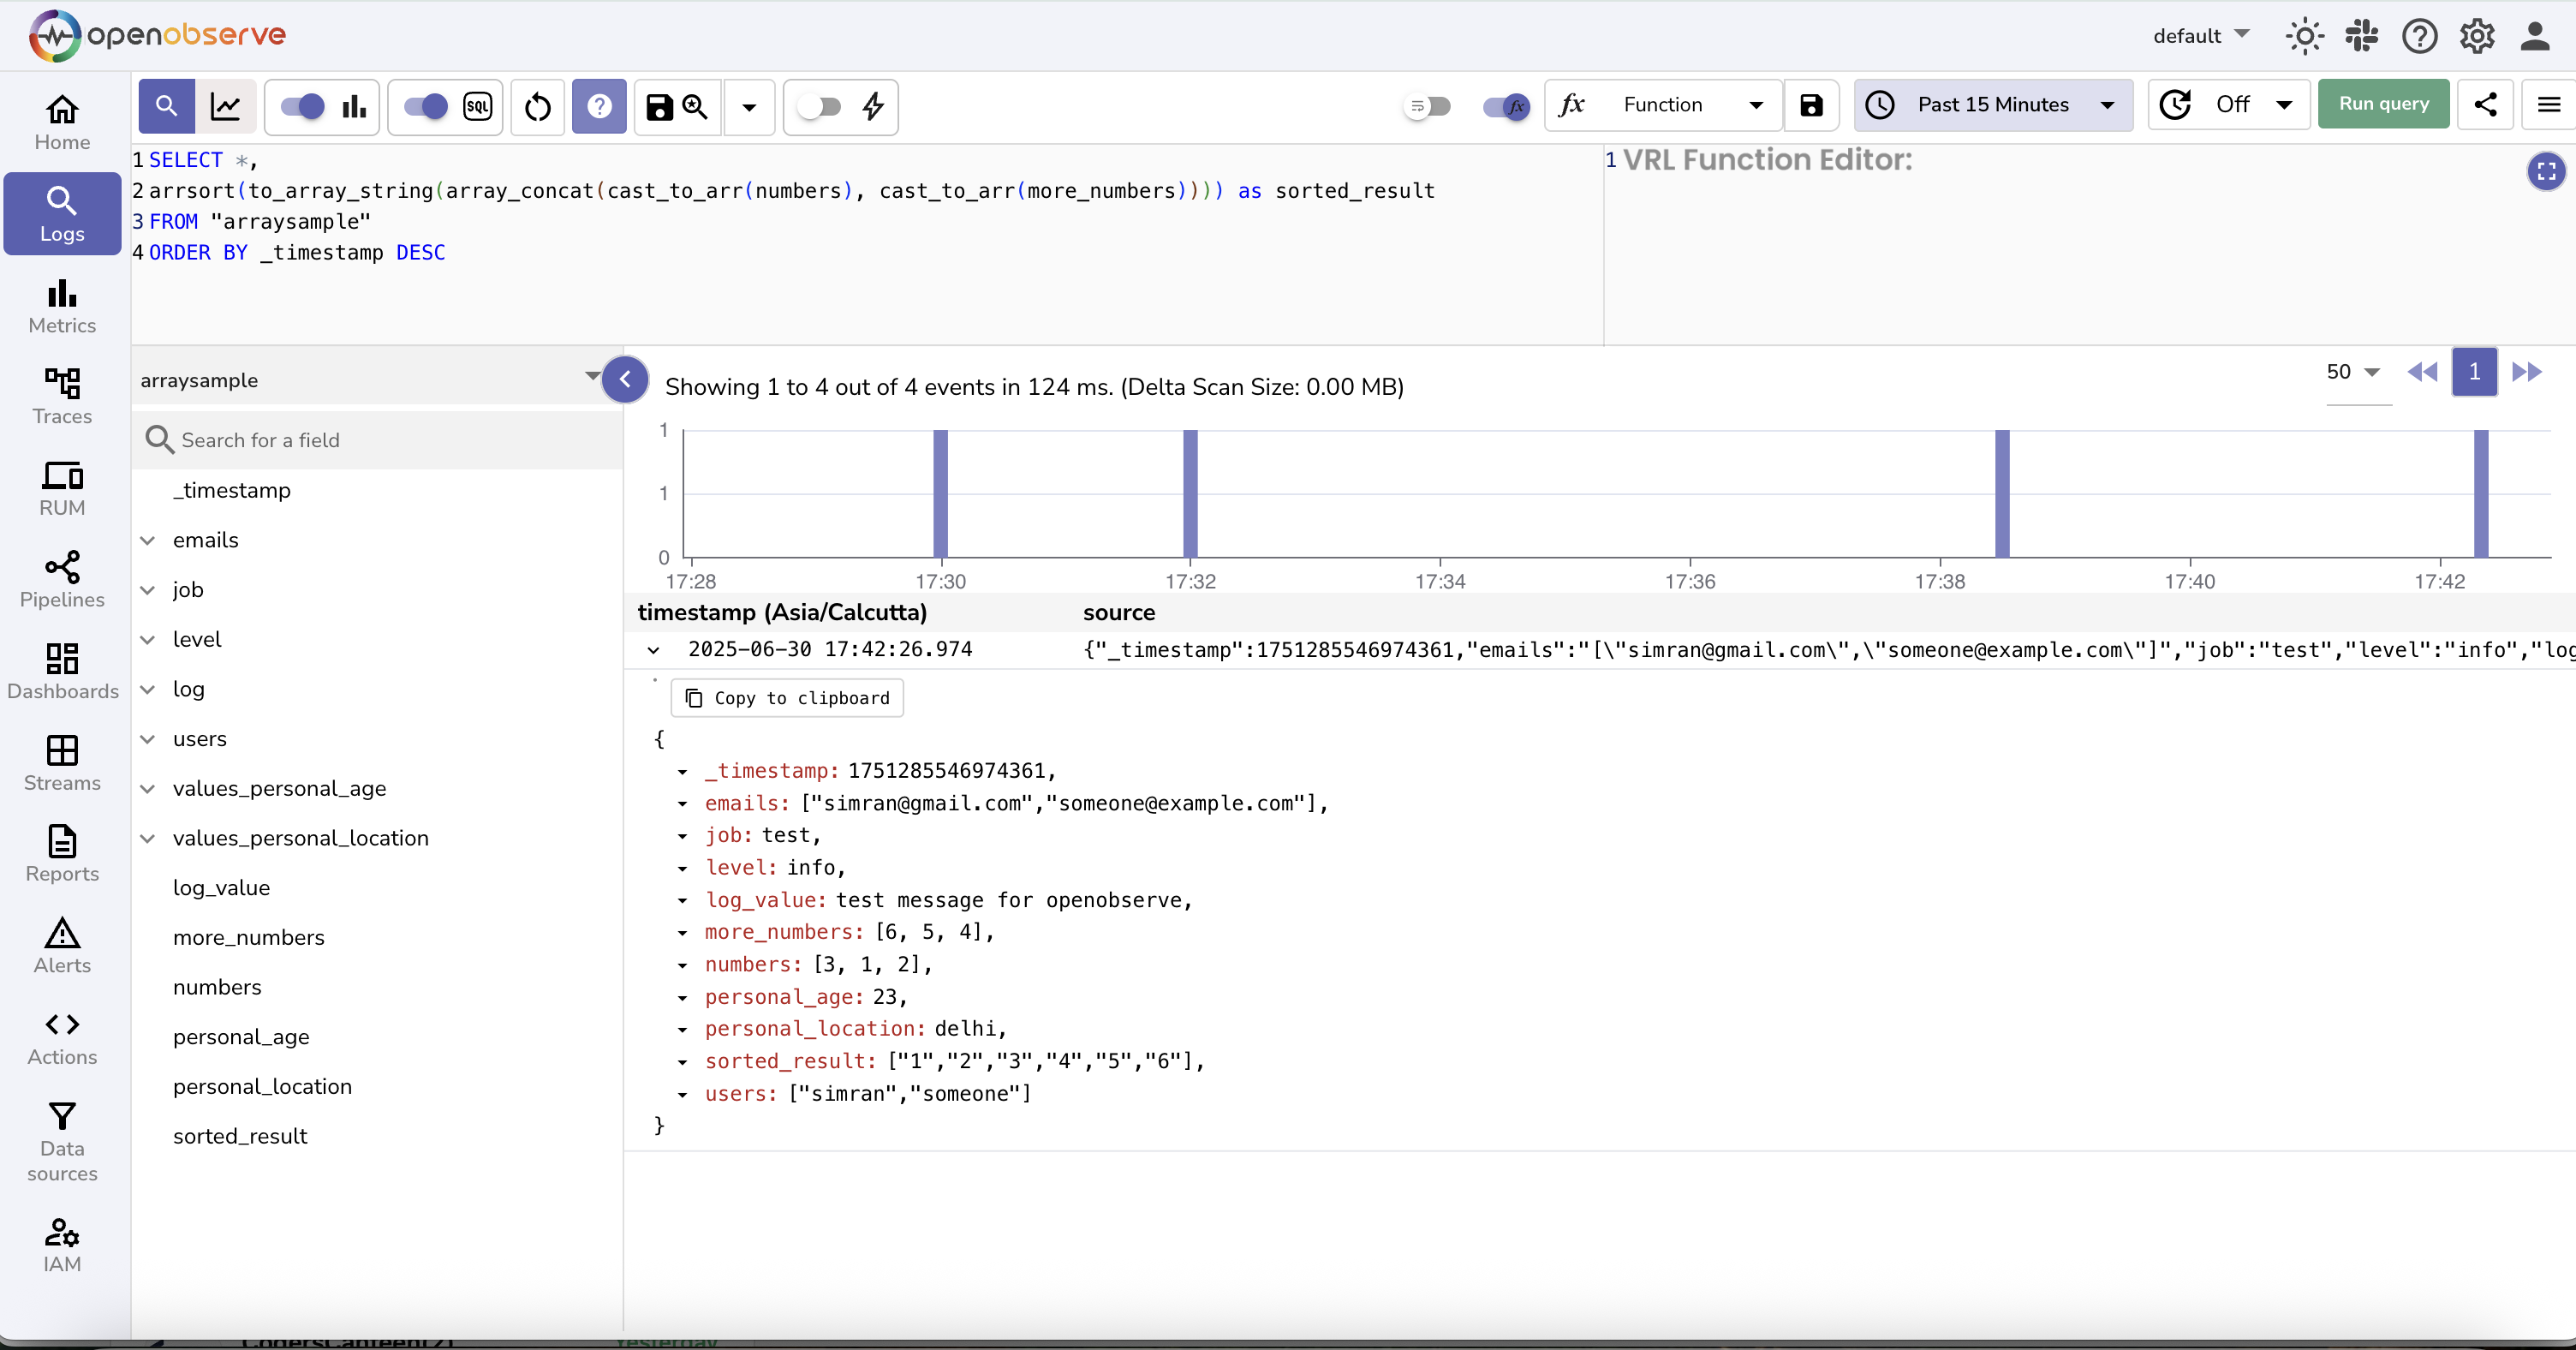 openobserve
default
Home
Logs
Metrics
Traces
RUM
Pipelines
Dashboards
Streams
Reports
Alerts
Actions
Data
sources
IAM
SQL
fx
fx Function
Past 15 Minutes
Off
Run query
1 SELECT *,
2 arrsort(to_array_string(array_concat(cast_to_arr(numbers), cast_to_arr(more_numbers)))) as sorted_result
3 FROM "arraysample"
4 ORDER BY _timestamp DESC
1 VRL Function Editor:
arraysample
Search for a field
_timestamp
emails
job
level
log
users
values_personal_age
values_personal_location
log_value
more_numbers
numbers
personal_age
personal_location
sorted_result
Showing 1 to 4 out of 4 events in 124 ms. (Delta Scan Size: 0.00 MB)
50
1
1
1
0
17:28 17:30 17:32 17:34 17:36 17:38 17:40 17:42
timestamp (Asia/Calcutta) source
2025-06-30 17:42:26.974 {"_timestamp":1751285546974361,"emails":"[\"simran@gmail.com\",\"someone@example.com\"]","job":"test","level":"info","log
Copy to clipboard
{
_timestamp: 1751285546974361,
emails: ["simran@gmail.com","someone@example.com"],
job: test,
level: info,
log_value: test message for openobserve,
more_numbers: [6, 5, 4],
numbers: [3, 1, 2],
personal_age: 23,
personal_location: delhi,
sorted_result: ["1","2","3","4","5","6"],
users: ["simran","someone"]
}